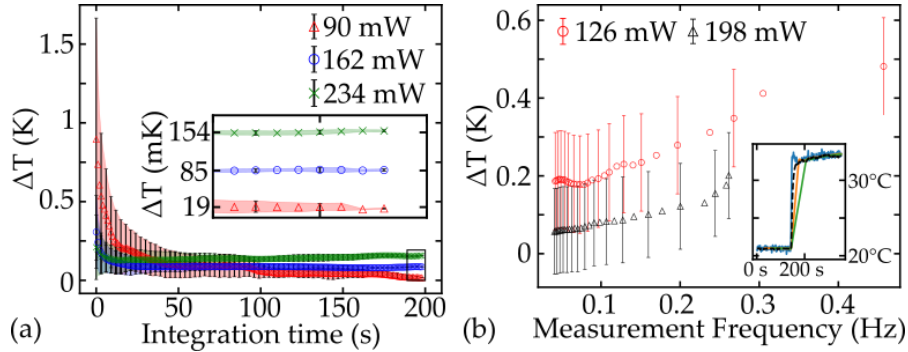 1.5
1
0.5
0
ΔT (K)
90 mW
162 mW
234 mW
ΔT (mK)
154
85
19
0
50
100
150
200
(a)
Integration time (s)
0.6
0.4
0.2
0
ΔT (K)
126 mW
198 mW
30°C
20°C
0 s
200 s
0.1
0.2
0.3
0.4
(b)
Measurement Frequency (Hz)